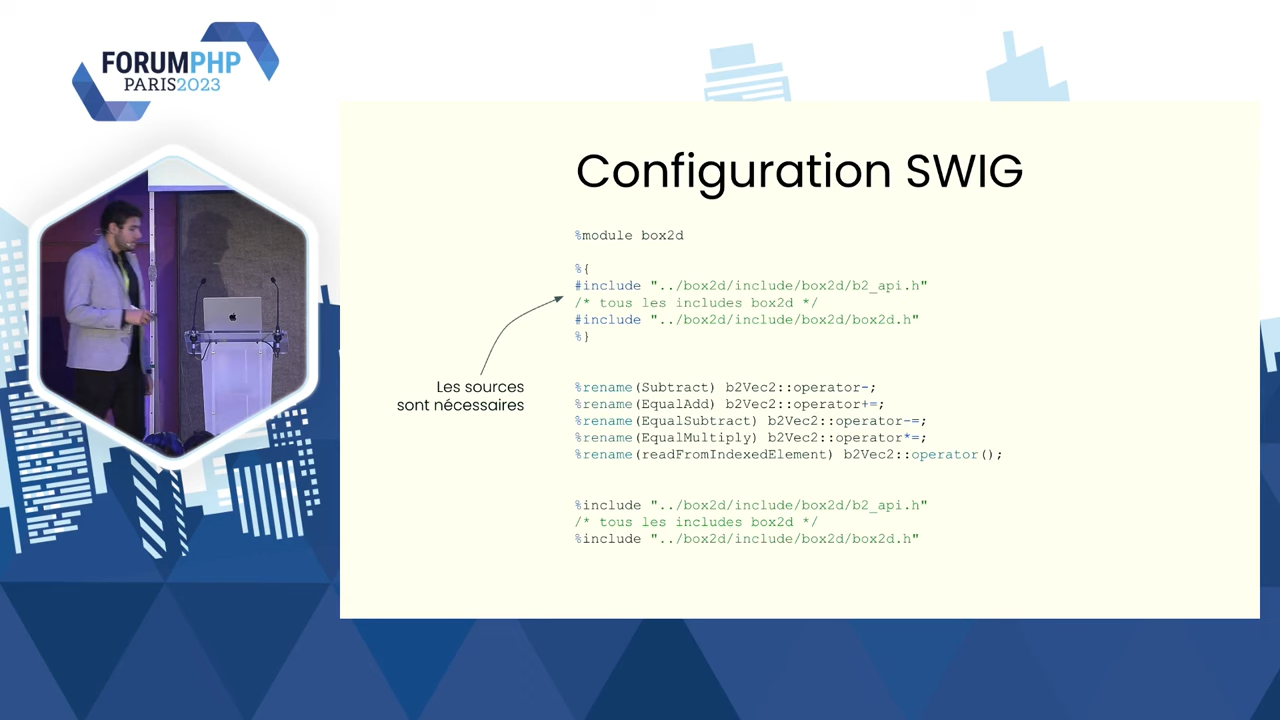 FORUMPHP
PARIS2023
Configuration SWIG
%module box2d
%{
#include "../box2d/include/box2d/b2_api.h"
/* tous les includes box2d */
#include "../box2d/include/box2d/box2d.h"
%}
Les sources
sont nécessaires
%rename(Subtract) b2Vec2::operator-;
%rename(EqualAdd) b2Vec2::operator+=;
%rename(EqualSubtract) b2Vec2::operator-=;
%rename(EqualMultiply) b2Vec2::operator*=;
%rename(readFromIndexedElement) b2Vec2::operator();
%include "../box2d/include/box2d/b2_api.h"
/* tous les includes box2d */
%include "../box2d/include/box2d/box2d.h"